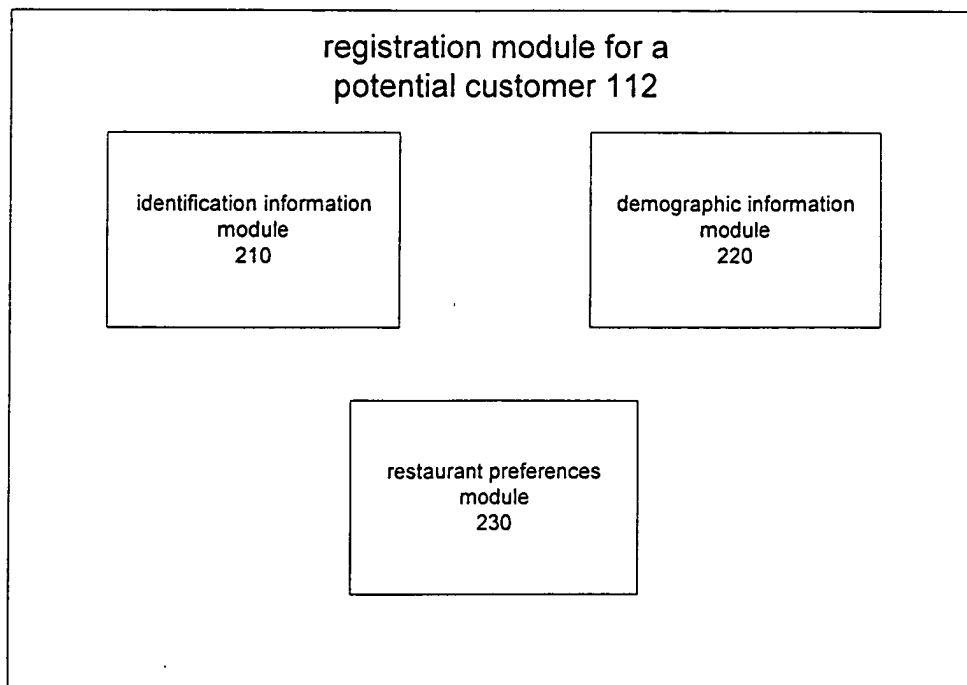 registration module for a
potential customer 112
identification information
module
210
demographic information
module
220
restaurant preferences
module
230